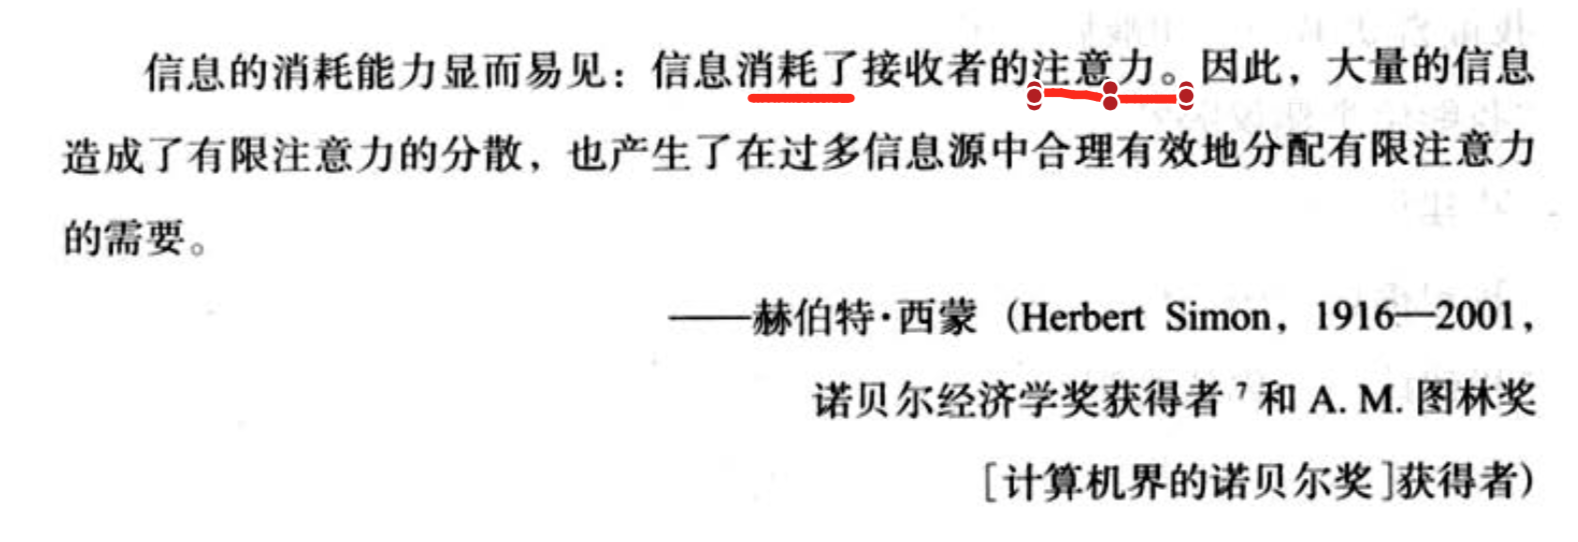 信息的消耗能力显而易见：信息消耗了接收者的注意力。因此，大量的信息
造成了有限注意力的分散，也产生了在过多信息源中合理有效地分配有限注意力
的需要。
——赫伯特·西蒙（Herbert Simon，1916—2001，
诺贝尔经济学奖获得者⁷和 A. M. 图林奖
[计算机界的诺贝尔奖]获得者）